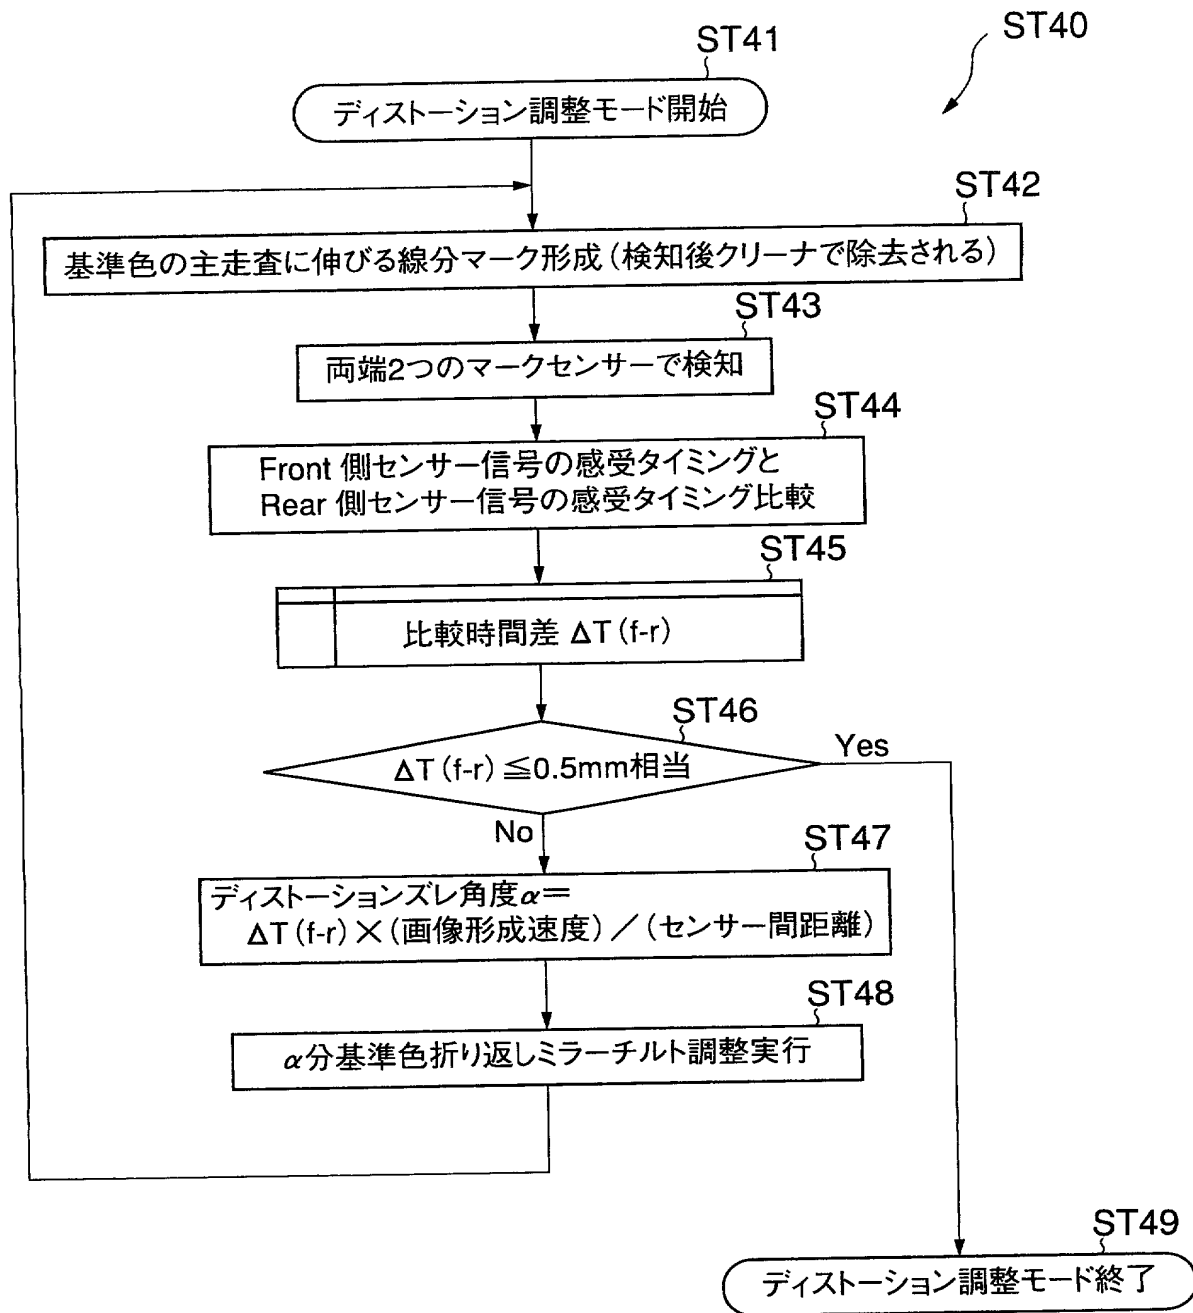 ST40
ST41
ディストーション調整モード開始
ST42
基準色の主走査に伸びる線分マーク形成(検知後クリーナで除去される)
ST43
両端2つのマークセンサーで検知
ST44
Front 側センサー信号の感受タイミングと
Rear 側センサー信号の感受タイミング比較
ST45
比較時間差 ΔT(f-r)
ST46
ΔT(f-r)≦0.5mm相当
Yes
No
ST47
ディストーションズレ角度α=
ΔT(f-r)×(画像形成速度)/(センサー間距離)
ST48
α分基準色折り返しミラーチルト調整実行
ST49
ディストーション調整モード終了